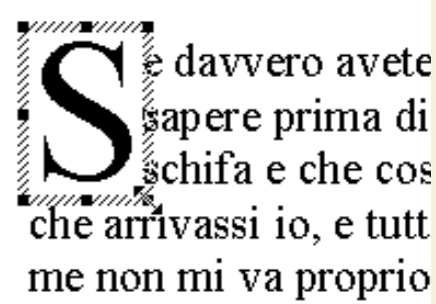 Se davvero avete
sapere prima di
schifa e che cos
che arrivassi io, e tutt
me non mi va proprio